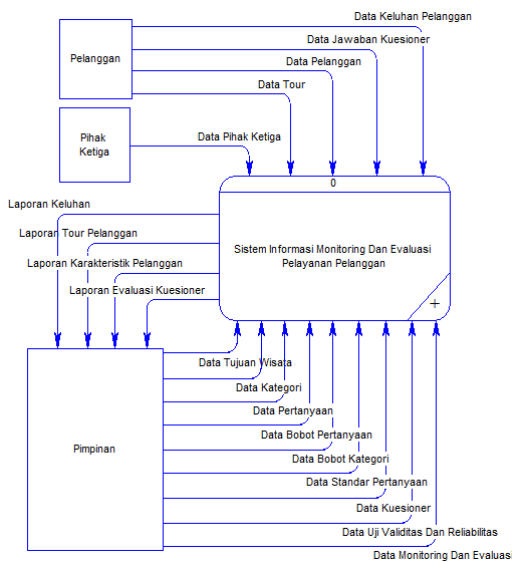 Data Keluhan Pelanggan
Data Jawaban Kuesioner
Pelanggan
Data Pelanggan
Data Tour
Pihak
Ketiga
Data Pihak Ketiga
0
Laporan Keluhan
Laporan Tour Pelanggan
Sistem Informasi Monitoring Dan Evaluasi
Pelayanan Pelanggan
Laporan Karakteristik Pelanggan
Laporan Evaluasi Kuesioner
+
Data Tujuan Wisata
Data Kategori
Data Pertanyaan
Data Bobot Pertanyaan
Pimpinan
Data Bobot Kategori
Data Standar Pertanyaan
Data Kuesioner
Data Uji Validitas Dan Reliabilitas
Data Monitoring Dan Evaluasi